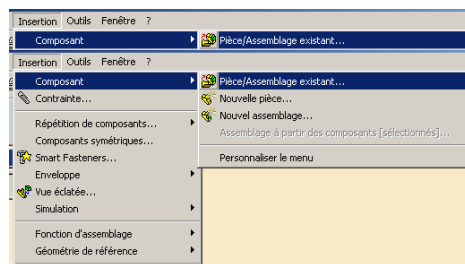 Insertion Outils Fenêtre ?
Composant Pièce/Assemblage existant...
Insertion Outils Fenêtre ?
Composant Pièce/Assemblage existant...
Contrainte... Nouvelle pièce...
Nouvel assemblage...
Répétition de composants... Assemblage à partir des composants [sélectionnés]...
Composants symétriques...
Smart Fasteners... Personnaliser le menu
Enveloppe
Vue éclatée...
Simulation
Fonction d'assemblage
Géométrie de référence